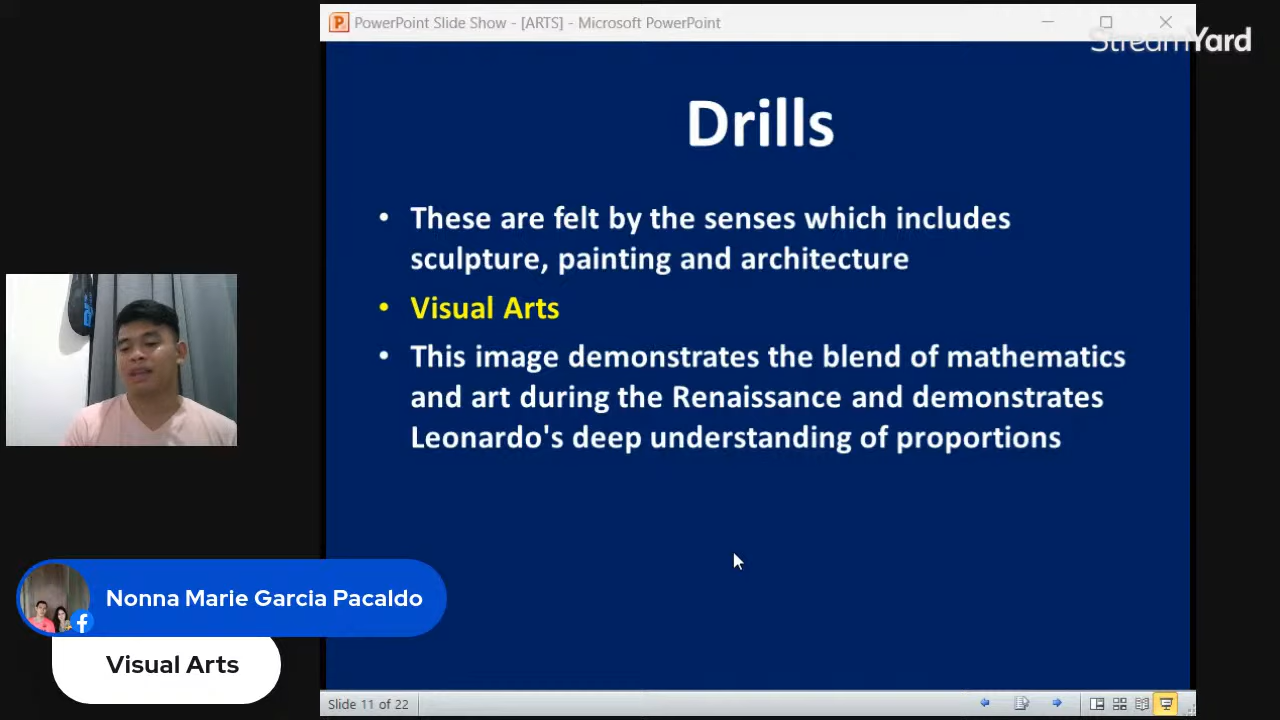 PowerPoint Slide Show - [ARTS] - Microsoft PowerPoint
StreamYard
Drills
• These are felt by the senses which includes
sculpture, painting and architecture
• Visual Arts
• This image demonstrates the blend of mathematics
and art during the Renaissance and demonstrates
Leonardo's deep understanding of proportions
Nonna Marie Garcia Pacaldo
Visual Arts
Slide 11 of 22